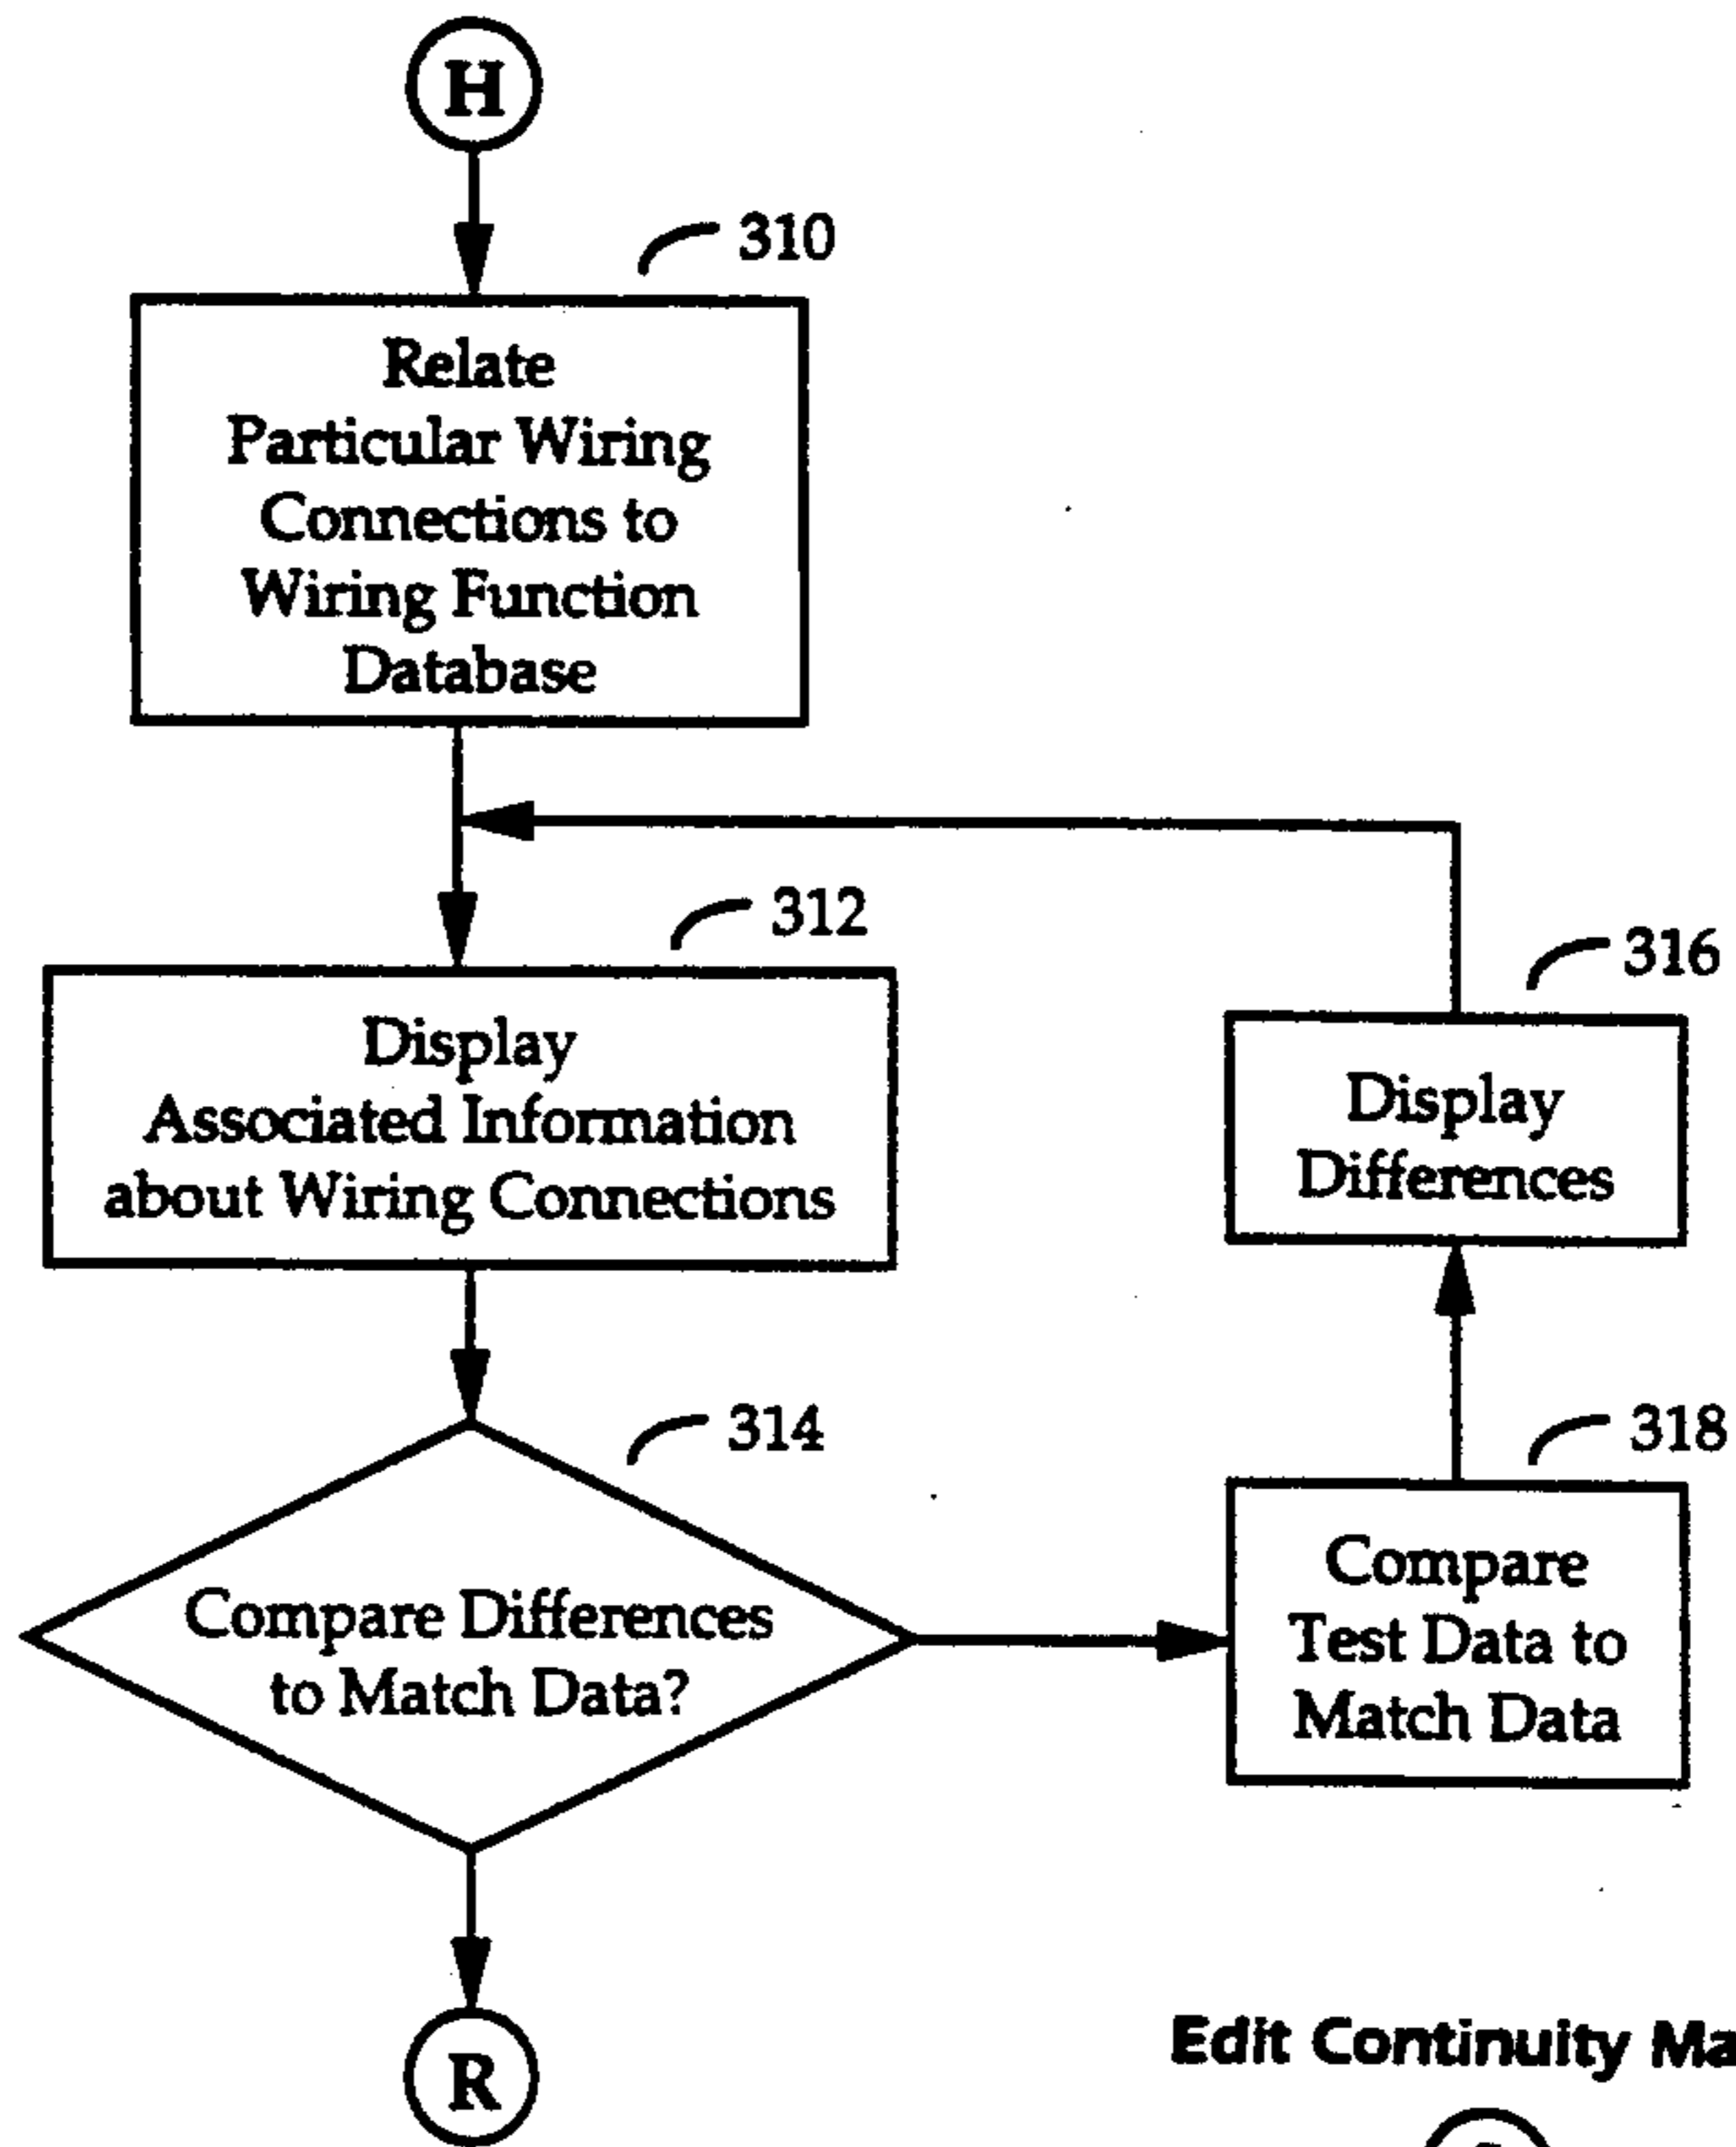 H
310
Relate
Particular Wiring
Connections to
Wiring Function
Database
312
Display
Associated Information
about Wiring Connections
314
Compare Differences
to Match Data?
R
316
Display
Differences
318
Compare
Test Data to
Match Data
Edit Continuity